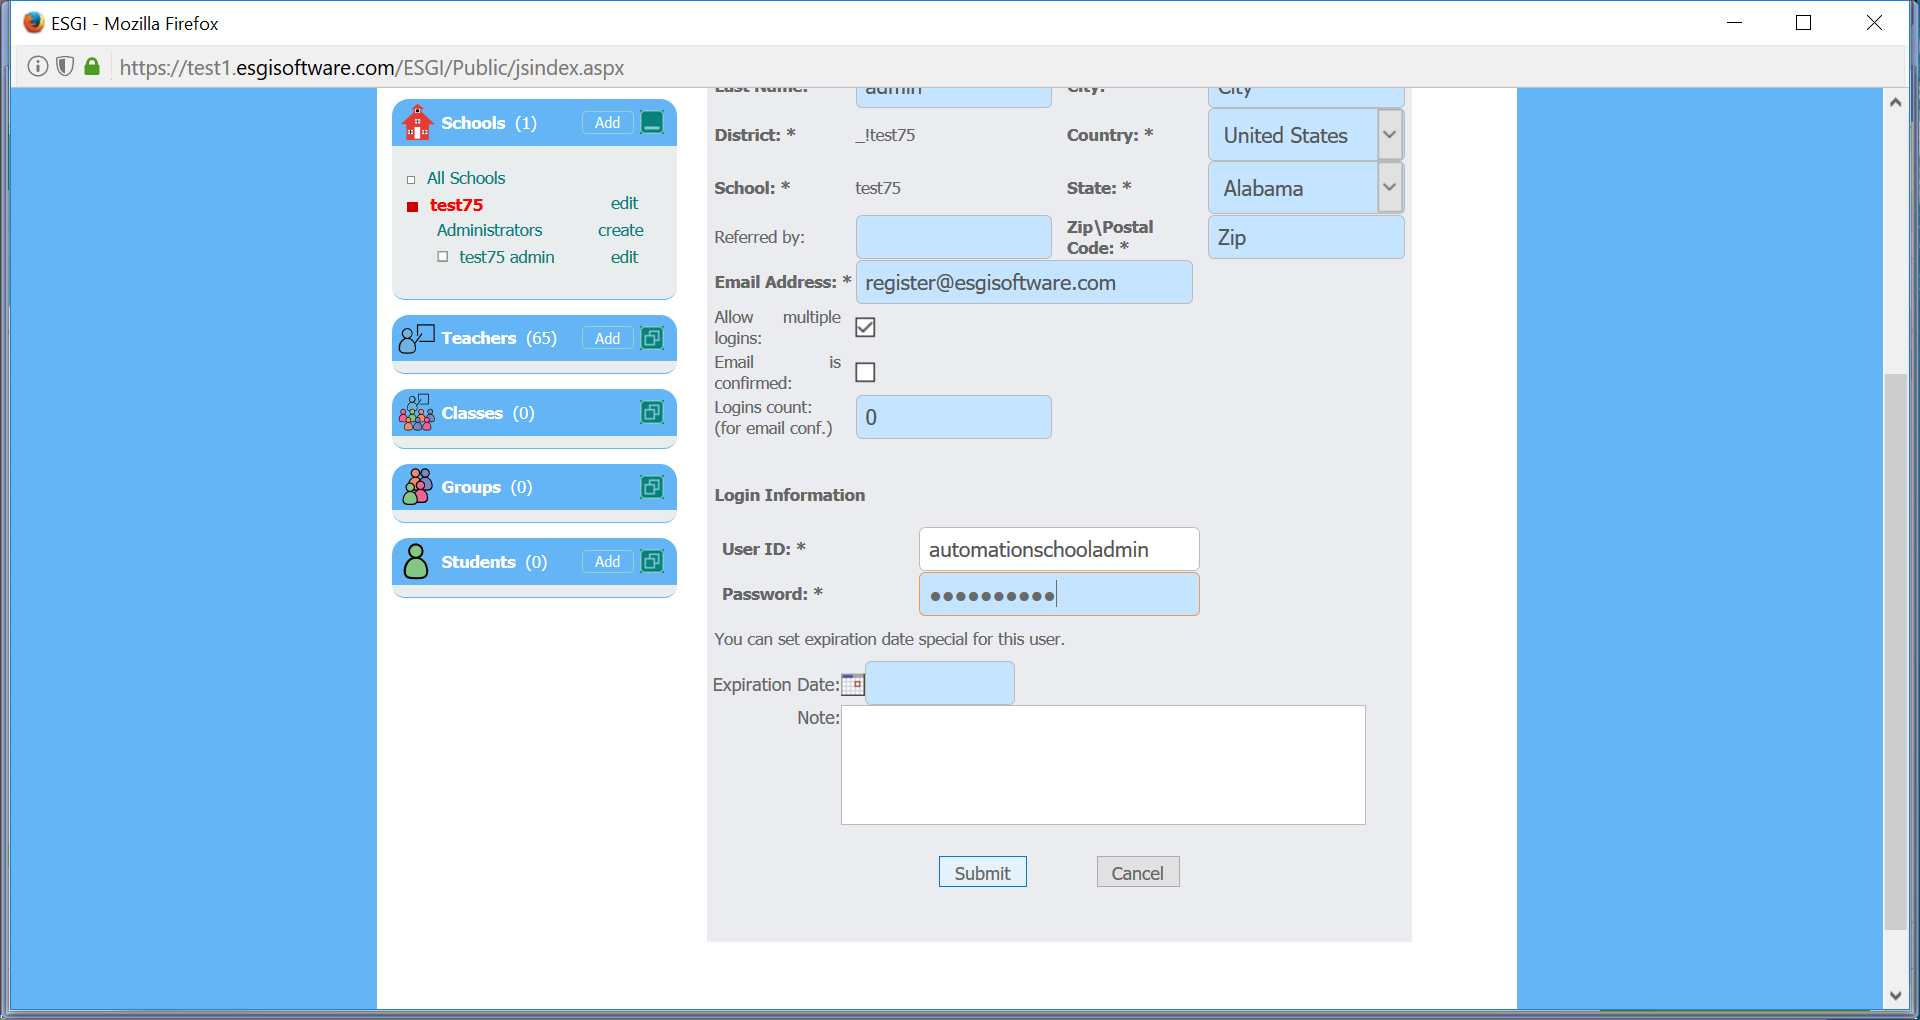 ESGI - Mozilla Firefox
https://test1.esgisoftware.com/ESGI/Public/jsindex.aspx
Schools (1) Add
All Schools
test75 edit
Administrators create
test75 admin edit
Teachers (65) Add
Classes (0)
Groups (0)
Students (0) Add
Last Name: admin City: City
District: * _!test75 Country: * United States
School: * test75 State: * Alabama
Referred by: Zip\Postal Code: * Zip
Email Address: * register@esgisoftware.com
Allow multiple
logins:
Email is
confirmed:
Logins count:
(for email conf.) 0
Login Information
User ID: * automationschooladmin
Password: * ●●●●●●●●●●
You can set expiration date special for this user.
Expiration Date:
Note:
Submit Cancel